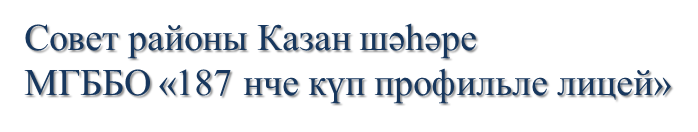 Совет районы Казан шәһәре
МГББО «187 нче күп профильле лицей»